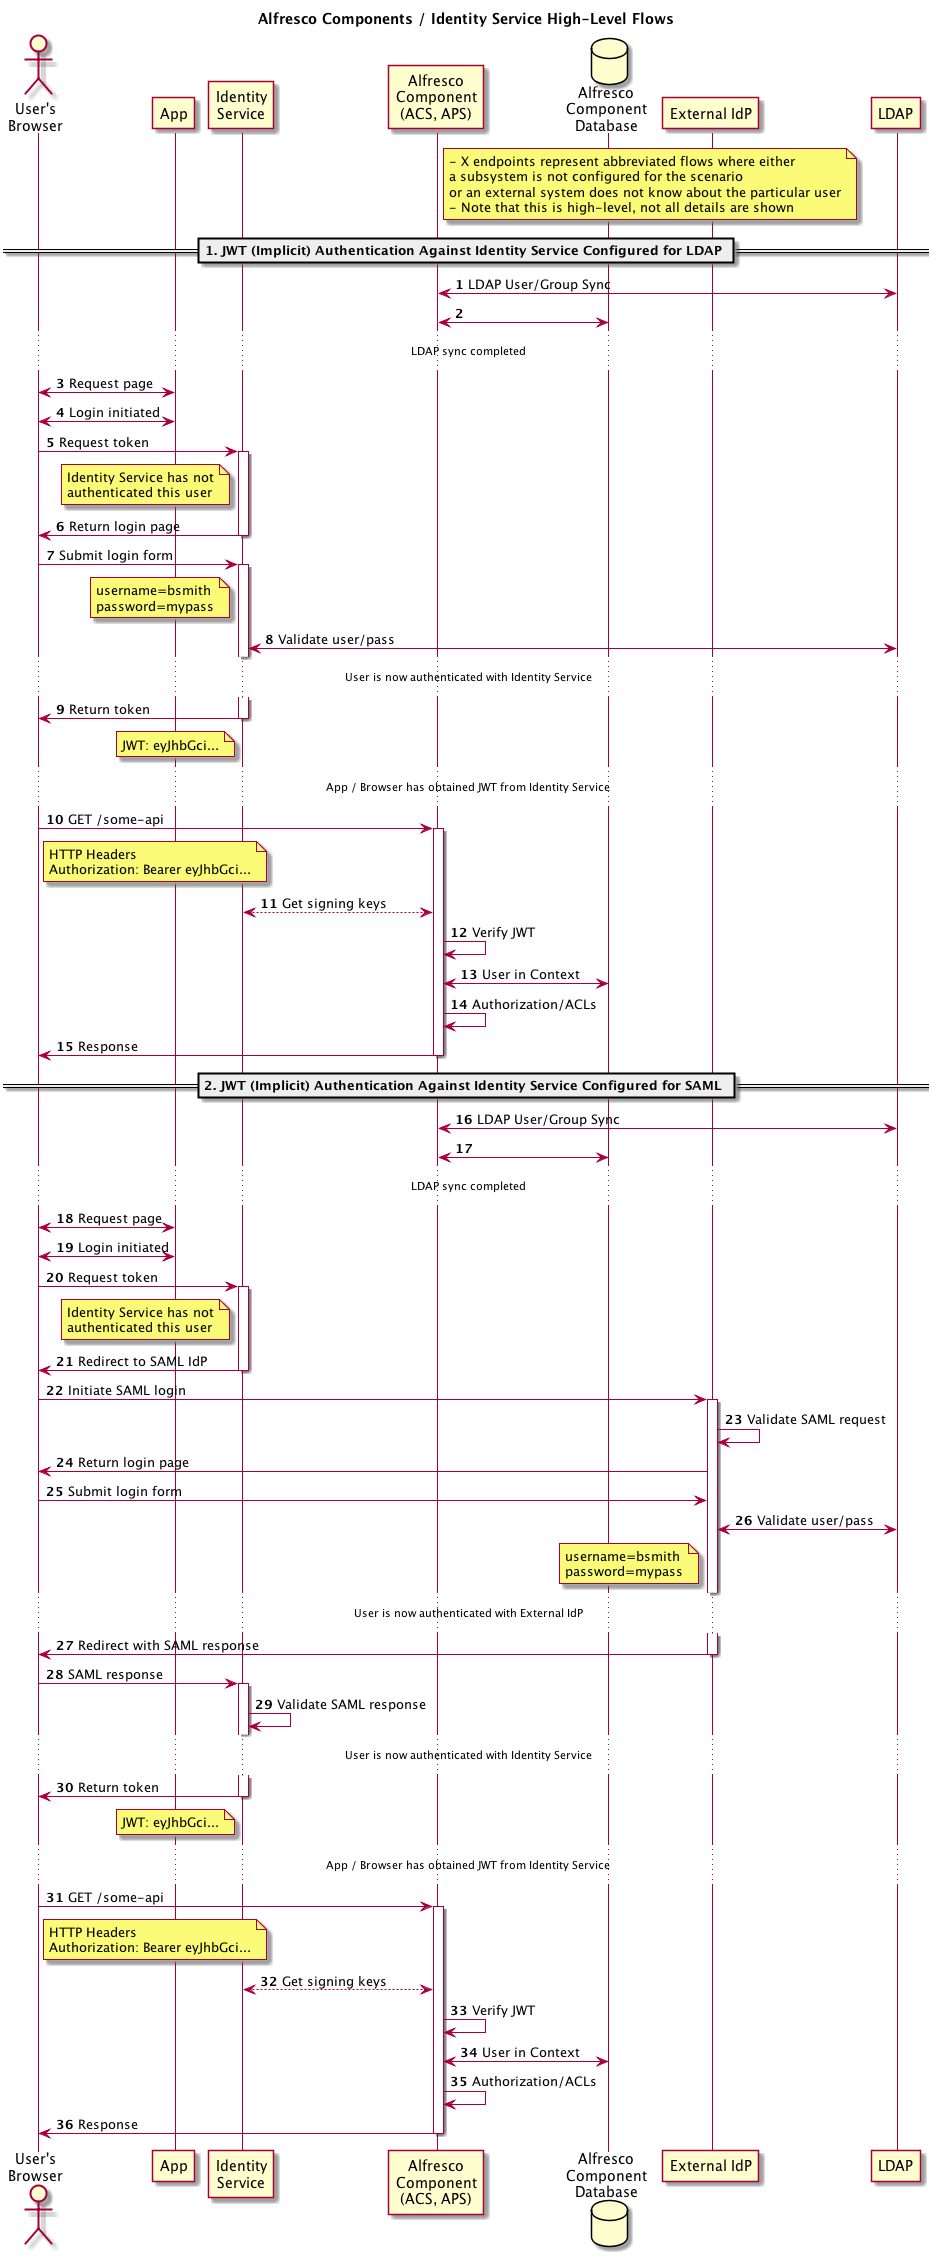 Alfresco Components / Identity Service High-Level Flows
User's
Browser
App
Identity
Service
Alfresco
Component
(ACS, APS)
Alfresco
Component
Database
External IdP
LDAP
- X endpoints represent abbreviated flows where either
a subsystem is not configured for the scenario
or an external system does not know about the particular user
- Note that this is high-level, not all details are shown
1. JWT (Implicit) Authentication Against Identity Service Configured for LDAP
1 LDAP User/Group Sync
2
LDAP sync completed
3 Request page
4 Login initiated
5 Request token
Identity Service has not
authenticated this user
6 Return login page
7 Submit login form
username=bsmith
password=mypass
8 Validate user/pass
User is now authenticated with Identity Service
9 Return token
JWT: eyJhbGci...
App / Browser has obtained JWT from Identity Service
10 GET /some-api
HTTP Headers
Authorization: Bearer eyJhbGci...
11 Get signing keys
12 Verify JWT
13 User in Context
14 Authorization/ACLs
15 Response
2. JWT (Implicit) Authentication Against Identity Service Configured for SAML
16 LDAP User/Group Sync
17
LDAP sync completed
18 Request page
19 Login initiated
20 Request token
Identity Service has not
authenticated this user
21 Redirect to SAML IdP
22 Initiate SAML login
23 Validate SAML request
24 Return login page
25 Submit login form
26 Validate user/pass
username=bsmith
password=mypass
User is now authenticated with External IdP
27 Redirect with SAML response
28 SAML response
29 Validate SAML response
User is now authenticated with Identity Service
30 Return token
JWT: eyJhbGci...
App / Browser has obtained JWT from Identity Service
31 GET /some-api
HTTP Headers
Authorization: Bearer eyJhbGci...
32 Get signing keys
33 Verify JWT
34 User in Context
35 Authorization/ACLs
36 Response
User's
Browser
App
Identity
Service
Alfresco
Component
(ACS, APS)
Alfresco
Component
Database
External IdP
LDAP